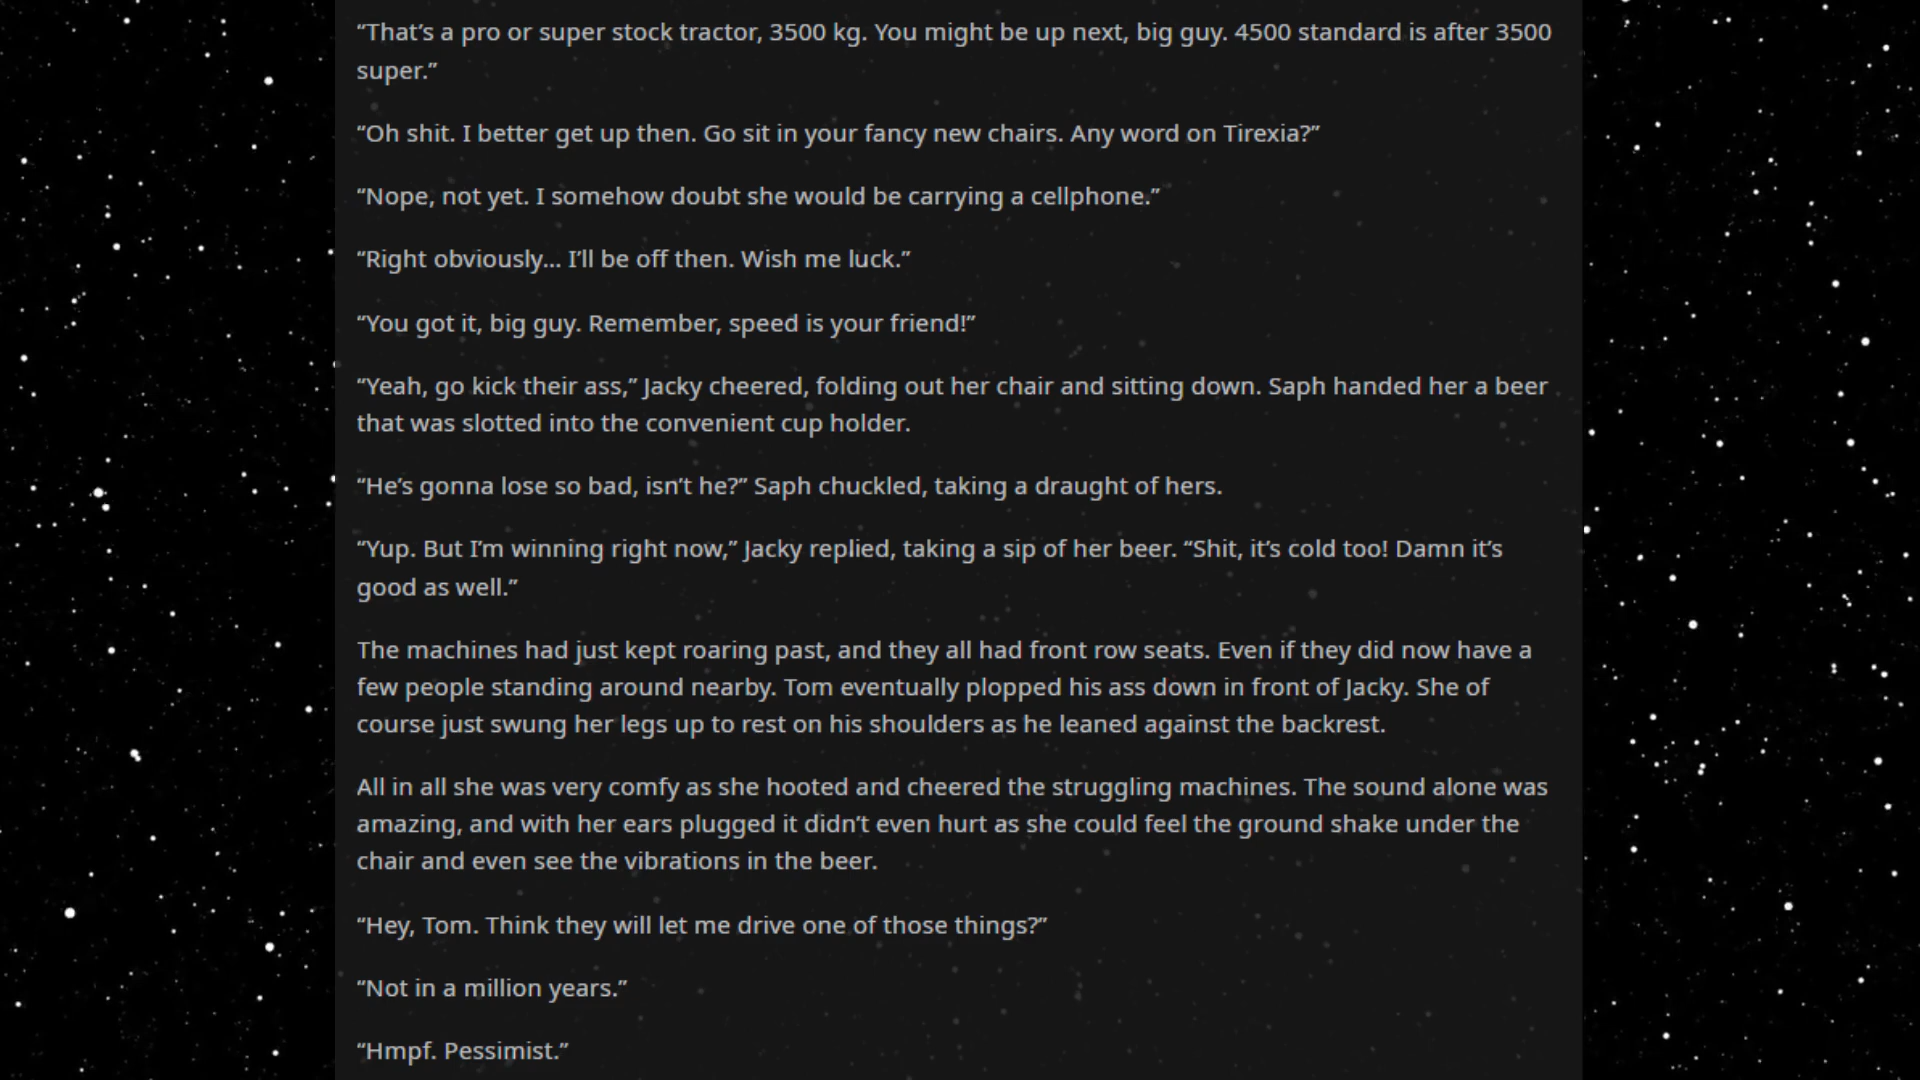 “That’s a pro or super stock tractor, 3500 kg. You might be up next, big guy. 4500 standard is after 3500
super.”
“Oh shit. I better get up then. Go sit in your fancy new chairs. Any word on Tirexia?”
“Nope, not yet. I somehow doubt she would be carrying a cellphone.”
“Right obviously… I’ll be off then. Wish me luck.”
“You got it, big guy. Remember, speed is your friend!”
“Yeah, go kick their ass,” Jacky cheered, folding out her chair and sitting down. Saph handed her a beer
that was slotted into the convenient cup holder.
“He’s gonna lose so bad, isn’t he?” Saph chuckled, taking a draught of hers.
“Yup. But I’m winning right now,” Jacky replied, taking a sip of her beer. “Shit, it’s cold too! Damn it’s
good as well.”
The machines had just kept roaring past, and they all had front row seats. Even if they did now have a
few people standing around nearby. Tom eventually plopped his ass down in front of Jacky. She of
course just swung her legs up to rest on his shoulders as he leaned against the backrest.
All in all she was very comfy as she hooted and cheered the struggling machines. The sound alone was
amazing, and with her ears plugged it didn’t even hurt as she could feel the ground shake under the
chair and even see the vibrations in the beer.
“Hey, Tom. Think they will let me drive one of those things?”
“Not in a million years.”
“Hmpf. Pessimist.”